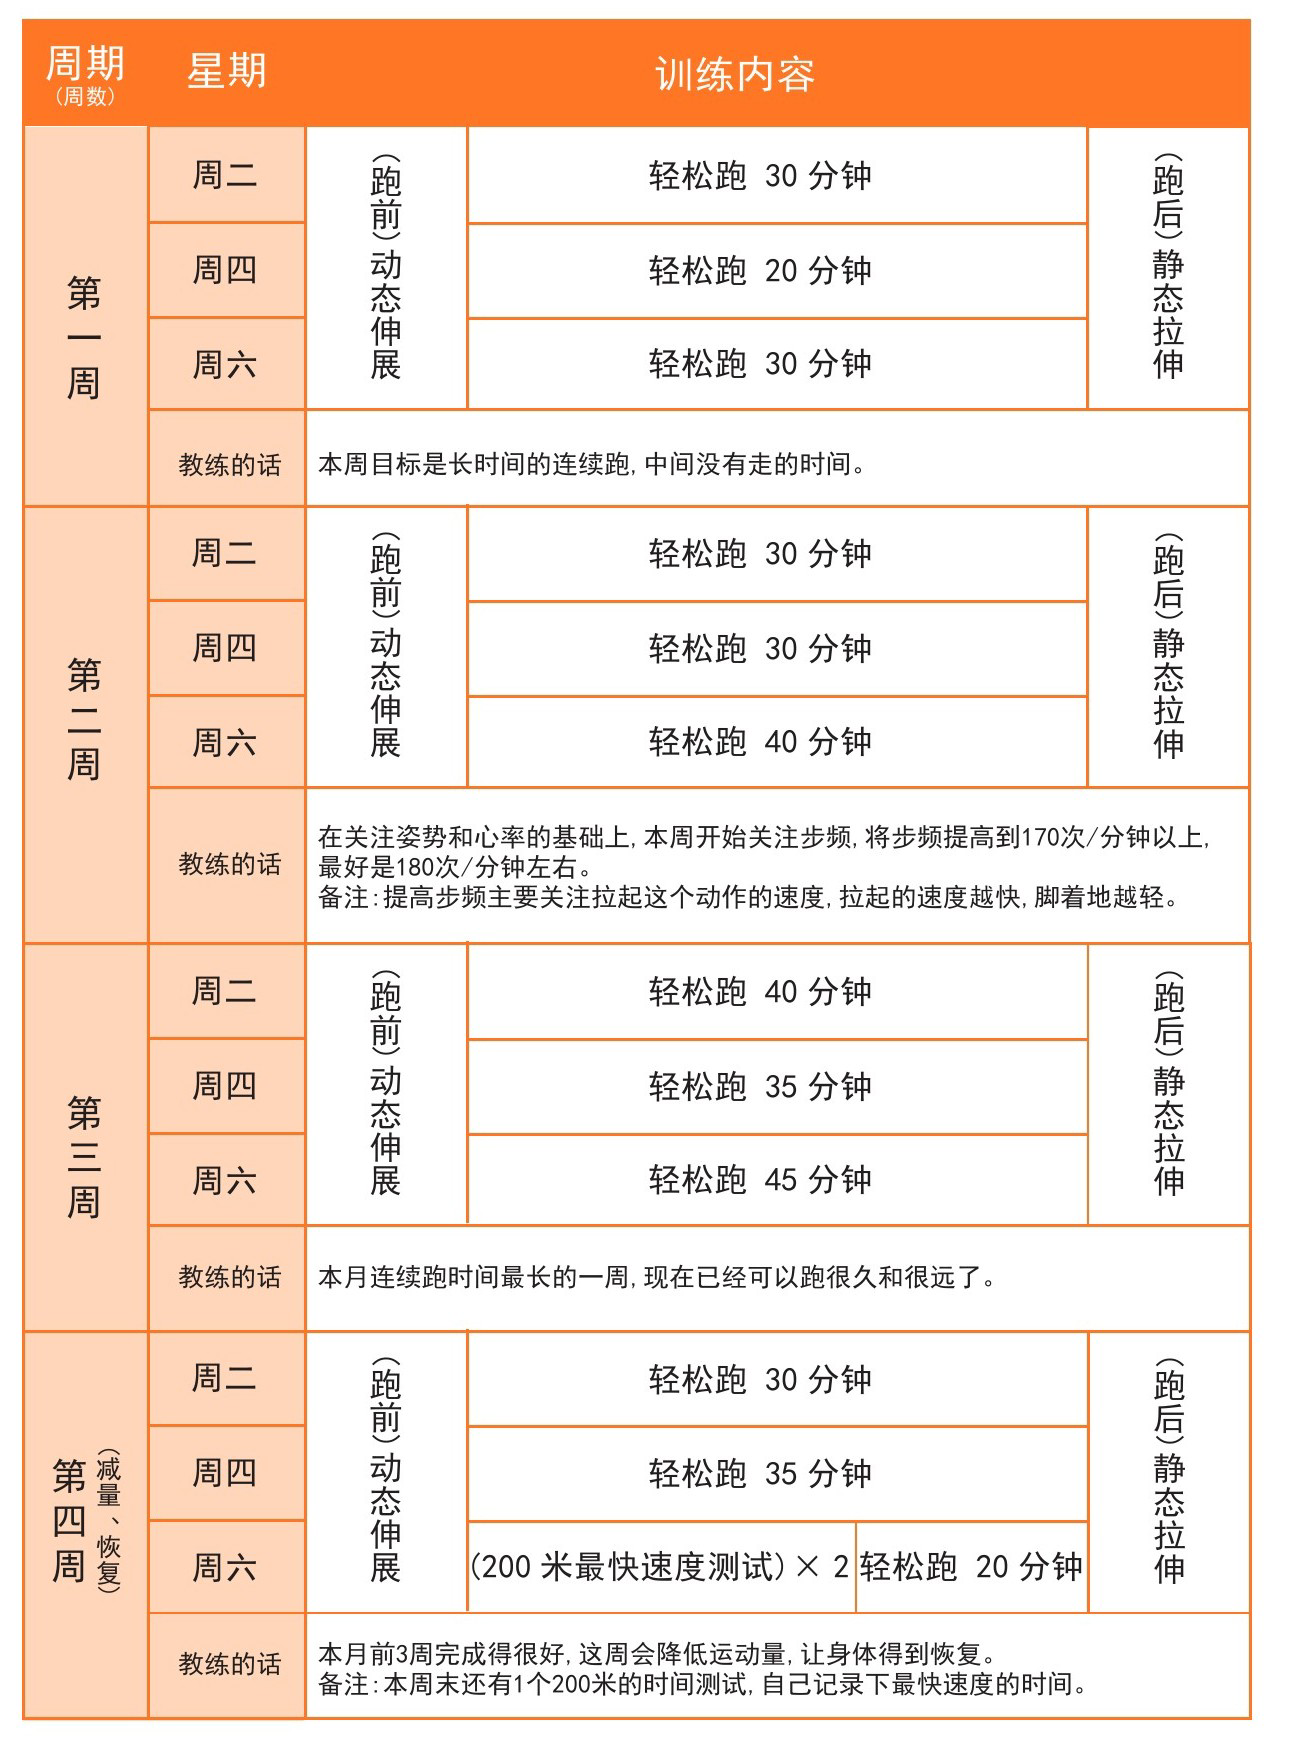 周期
（周数）
星期
训练内容
第一周
周二
（跑前）动态伸展
轻松跑 30 分钟
（跑后）静态拉伸
周四
轻松跑 20 分钟
周六
轻松跑 30 分钟
教练的话
本周目标是长时间的连续跑，中间没有走的时间。
第二周
周二
（跑前）动态伸展
轻松跑 30 分钟
（跑后）静态拉伸
周四
轻松跑 30 分钟
周六
轻松跑 40 分钟
教练的话
在关注姿势和心率的基础上，本周开始关注步频，将步频提高到170次/分钟以上，
最好是180次/分钟左右。
备注：提高步频主要关注拉起这个动作的速度，拉起的速度越快，脚着地越轻。
第三周
周二
（跑前）动态伸展
轻松跑 40 分钟
（跑后）静态拉伸
周四
轻松跑 35 分钟
周六
轻松跑 45 分钟
教练的话
本月连续跑时间最长的一周，现在已经可以跑很久和很远了。
第四周
（减量、恢复）
周二
（跑前）动态伸展
轻松跑 30 分钟
（跑后）静态拉伸
周四
轻松跑 35 分钟
周六
（200 米最快速度测试）× 2
轻松跑 20 分钟
教练的话
本月前3周完成得很好，这周会降低运动量，让身体得到恢复。
备注：本周末还有1个200米的时间测试，自己记录下最快速度的时间。